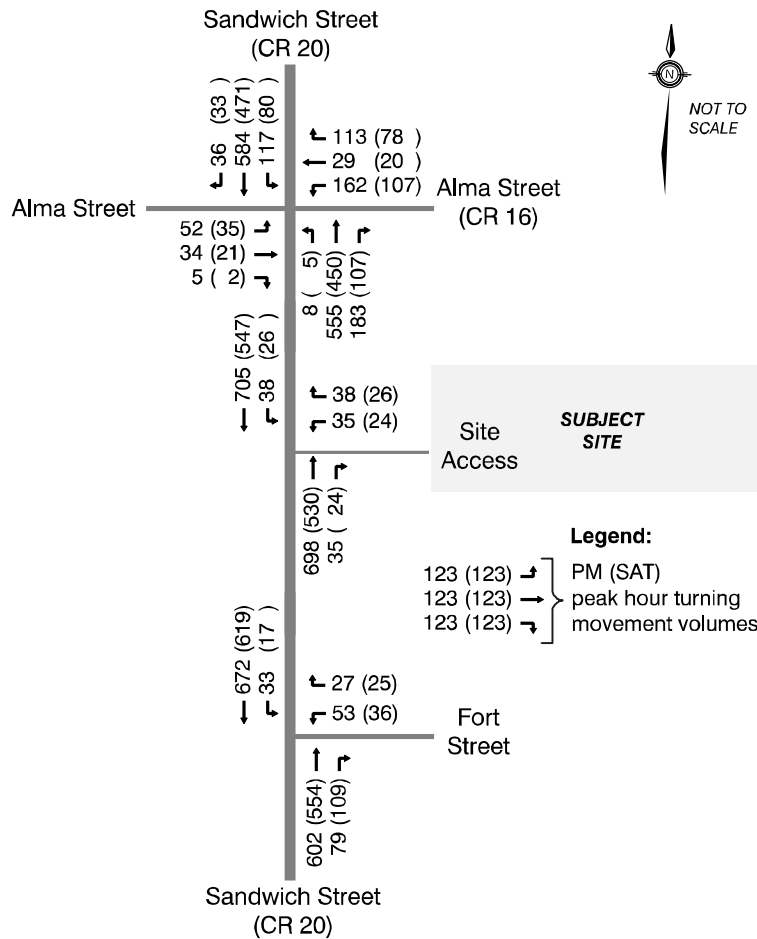 Sandwich Street
(CR 20)
N
NOT TO
SCALE
36 (33 )
584 (471)
117 (80 )
113 (78 )
29 (20 )
162 (107)
Alma Street
Alma Street
(CR 16)
52 (35)
34 (21)
5 ( 2)
8 ( 5)
555 (450)
183 (107)
705 (547)
38 (26 )
38 (26)
35 (24)
Site
Access
SUBJECT
SITE
698 (530)
35 ( 24)
Legend:
123 (123)
123 (123)
123 (123)
PM (SAT)
peak hour turning
movement volumes
672 (619)
33 (17 )
27 (25)
53 (36)
Fort
Street
602 (554)
79 (109)
Sandwich Street
(CR 20)